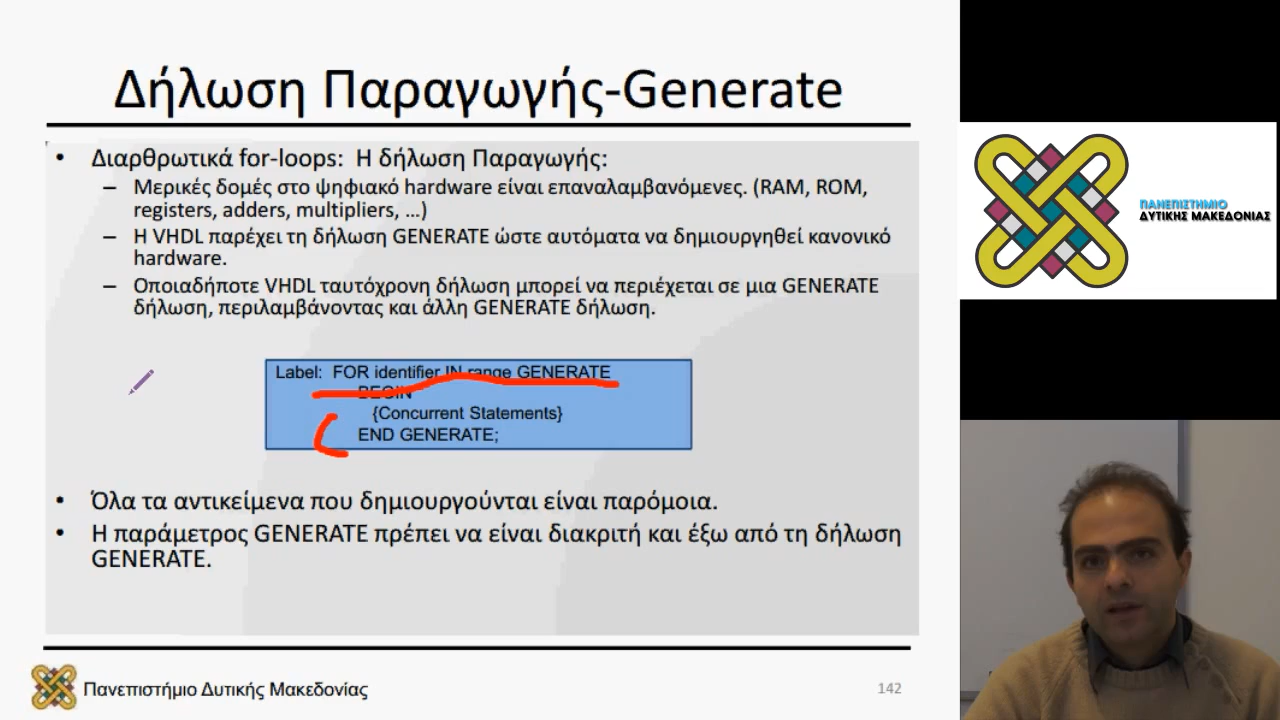 Δήλωση Παραγωγής-Generate
• Διαρθρωτικά for-loops: Η δήλωση Παραγωγής:
– Μερικές δομές στο ψηφιακό hardware είναι επαναλαμβανόμενες. (RAM, ROM,
registers, adders, multipliers, …)
– Η VHDL παρέχει τη δήλωση GENERATE ώστε αυτόματα να δημιουργηθεί κανονικό
hardware.
– Οποιαδήποτε VHDL ταυτόχρονη δήλωση μπορεί να περιέχεται σε μια GENERATE
δήλωση, περιλαμβάνοντας και άλλη GENERATE δήλωση.
Label: FOR identifier IN range GENERATE
BEGIN
{Concurrent Statements}
END GENERATE;
• Όλα τα αντικείμενα που δημιουργούνται είναι παρόμοια.
• Η παράμετρος GENERATE πρέπει να είναι διακριτή και έξω από τη δήλωση
GENERATE.
Πανεπιστήμιο Δυτικής Μακεδονίας
142
ΠΑΝΕΠΙΣΤΗΜΙΟ
ΔΥΤΙΚΗΣ ΜΑΚΕΔΟΝΙΑΣ